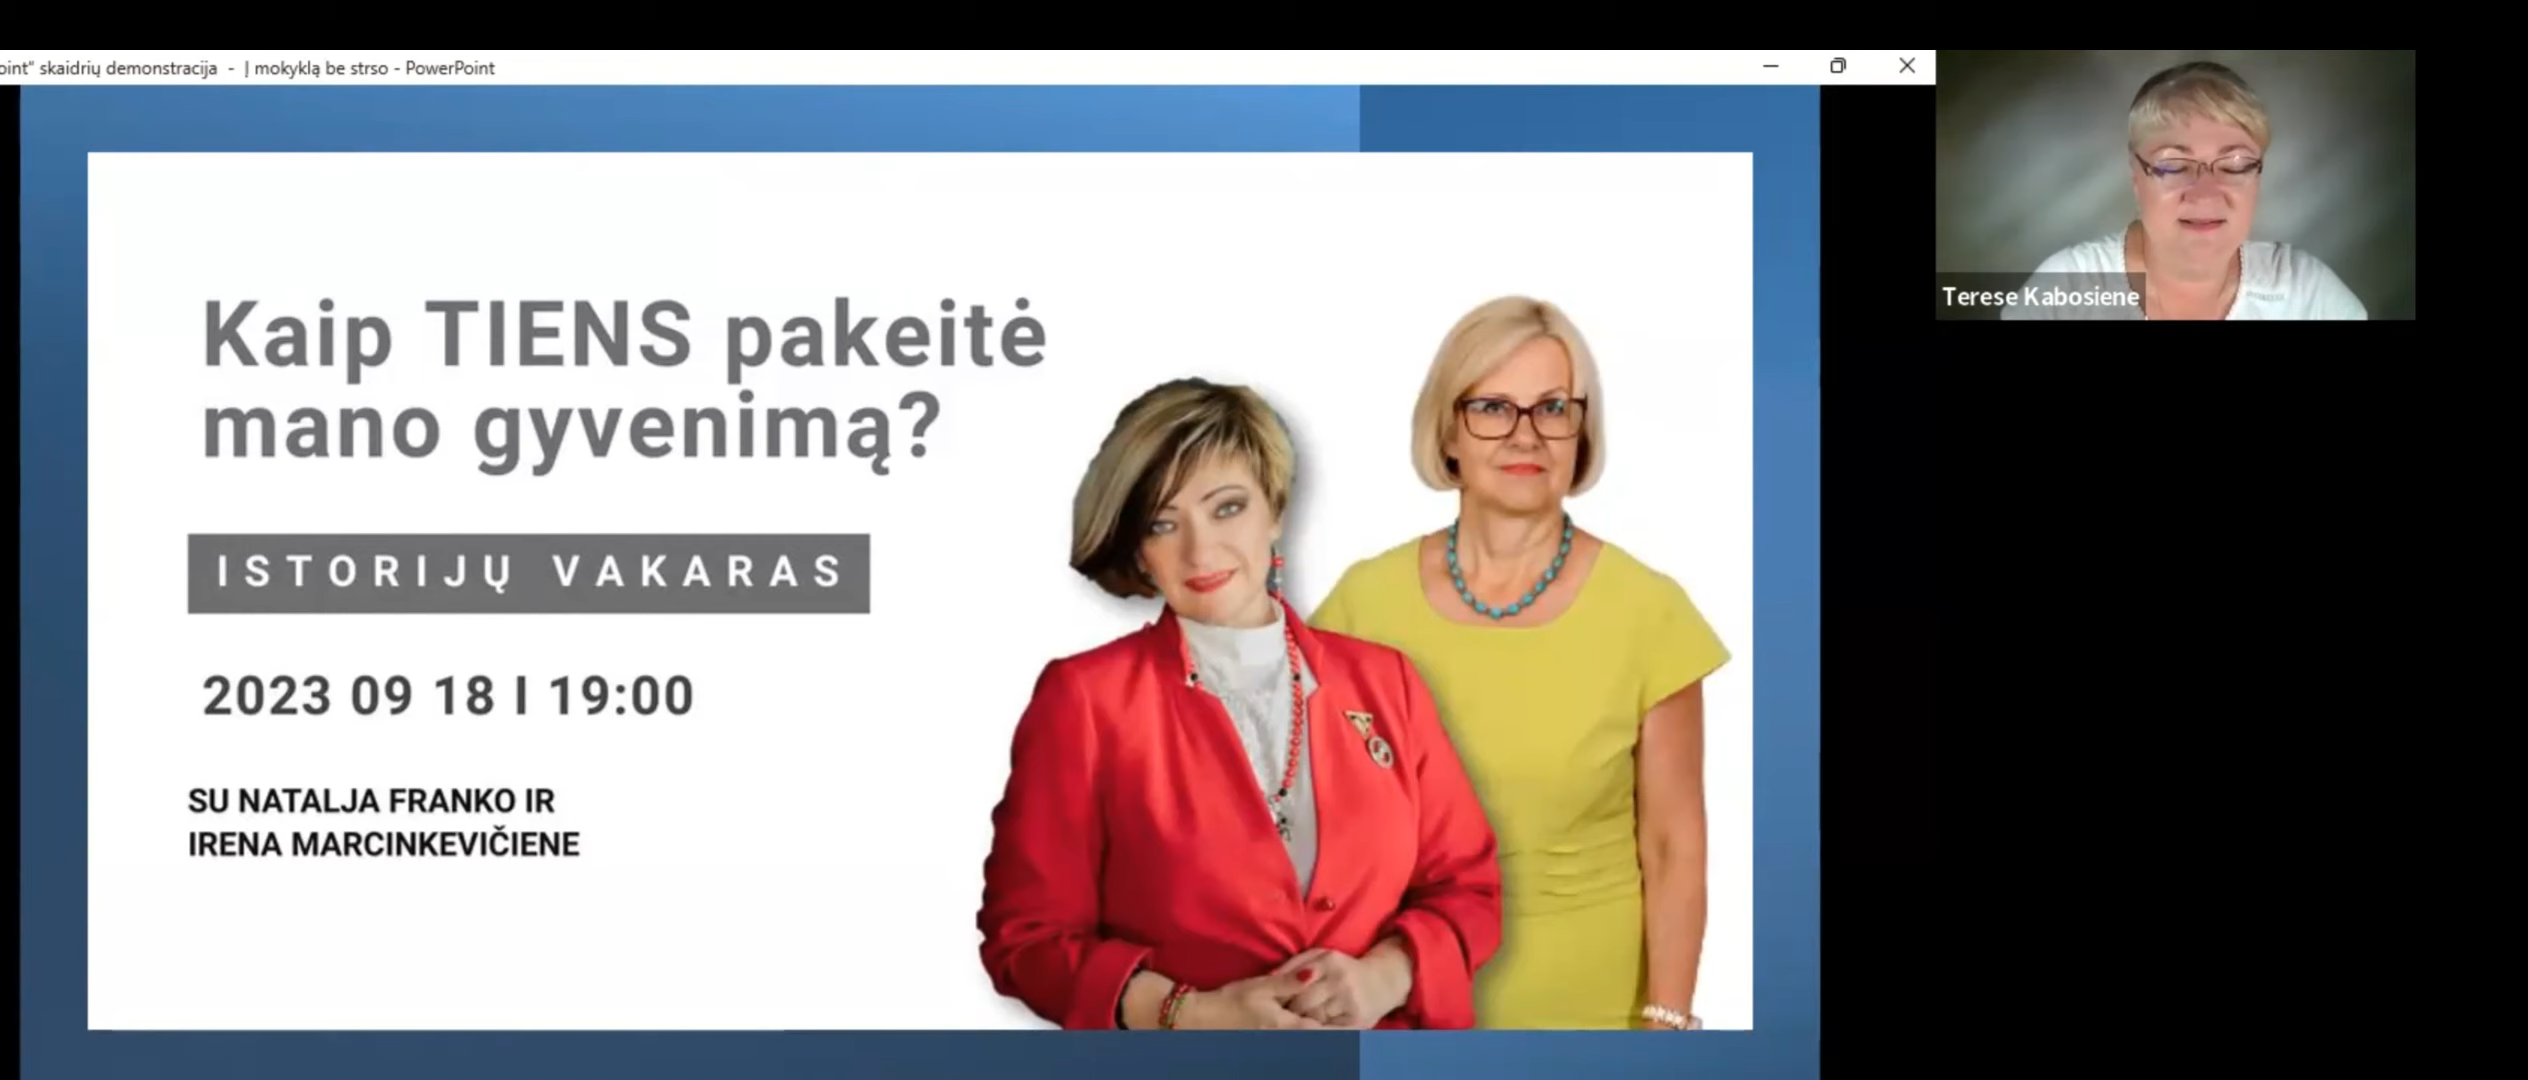 oint“ skaidrių demonstracija - Į mokyklą be strso - PowerPoint
Terese Kabosiene
Kaip TIENS pakeitė
mano gyvenimą?
ISTORIJŲ VAKARAS
2023 09 18 I 19:00
SU NATALJA FRANKO IR
IRENA MARCINKEVIČIENE